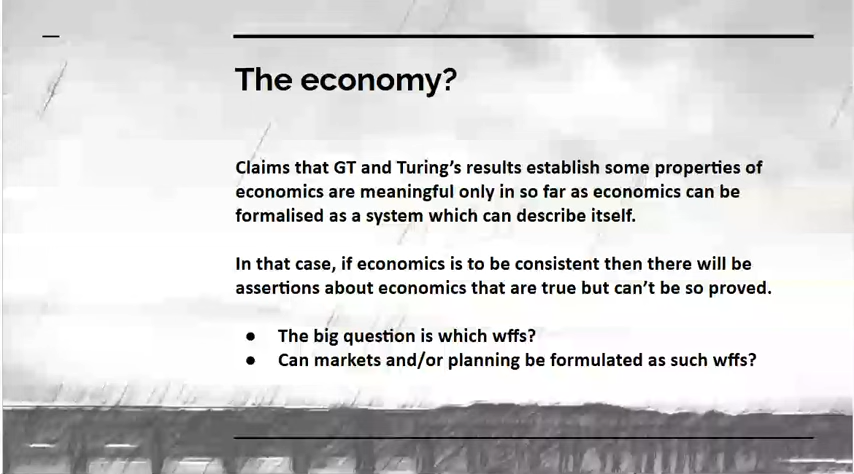 The economy?
Claims that GT and Turing's results establish some properties of
economics are meaningful only in so far as economics can be
formalised as a system which can describe itself.
In that case, if economics is to be consistent then there will be
assertions about economics that are true but can't be so proved.
● The big question is which wffs?
● Can markets and/or planning be formulated as such wffs?